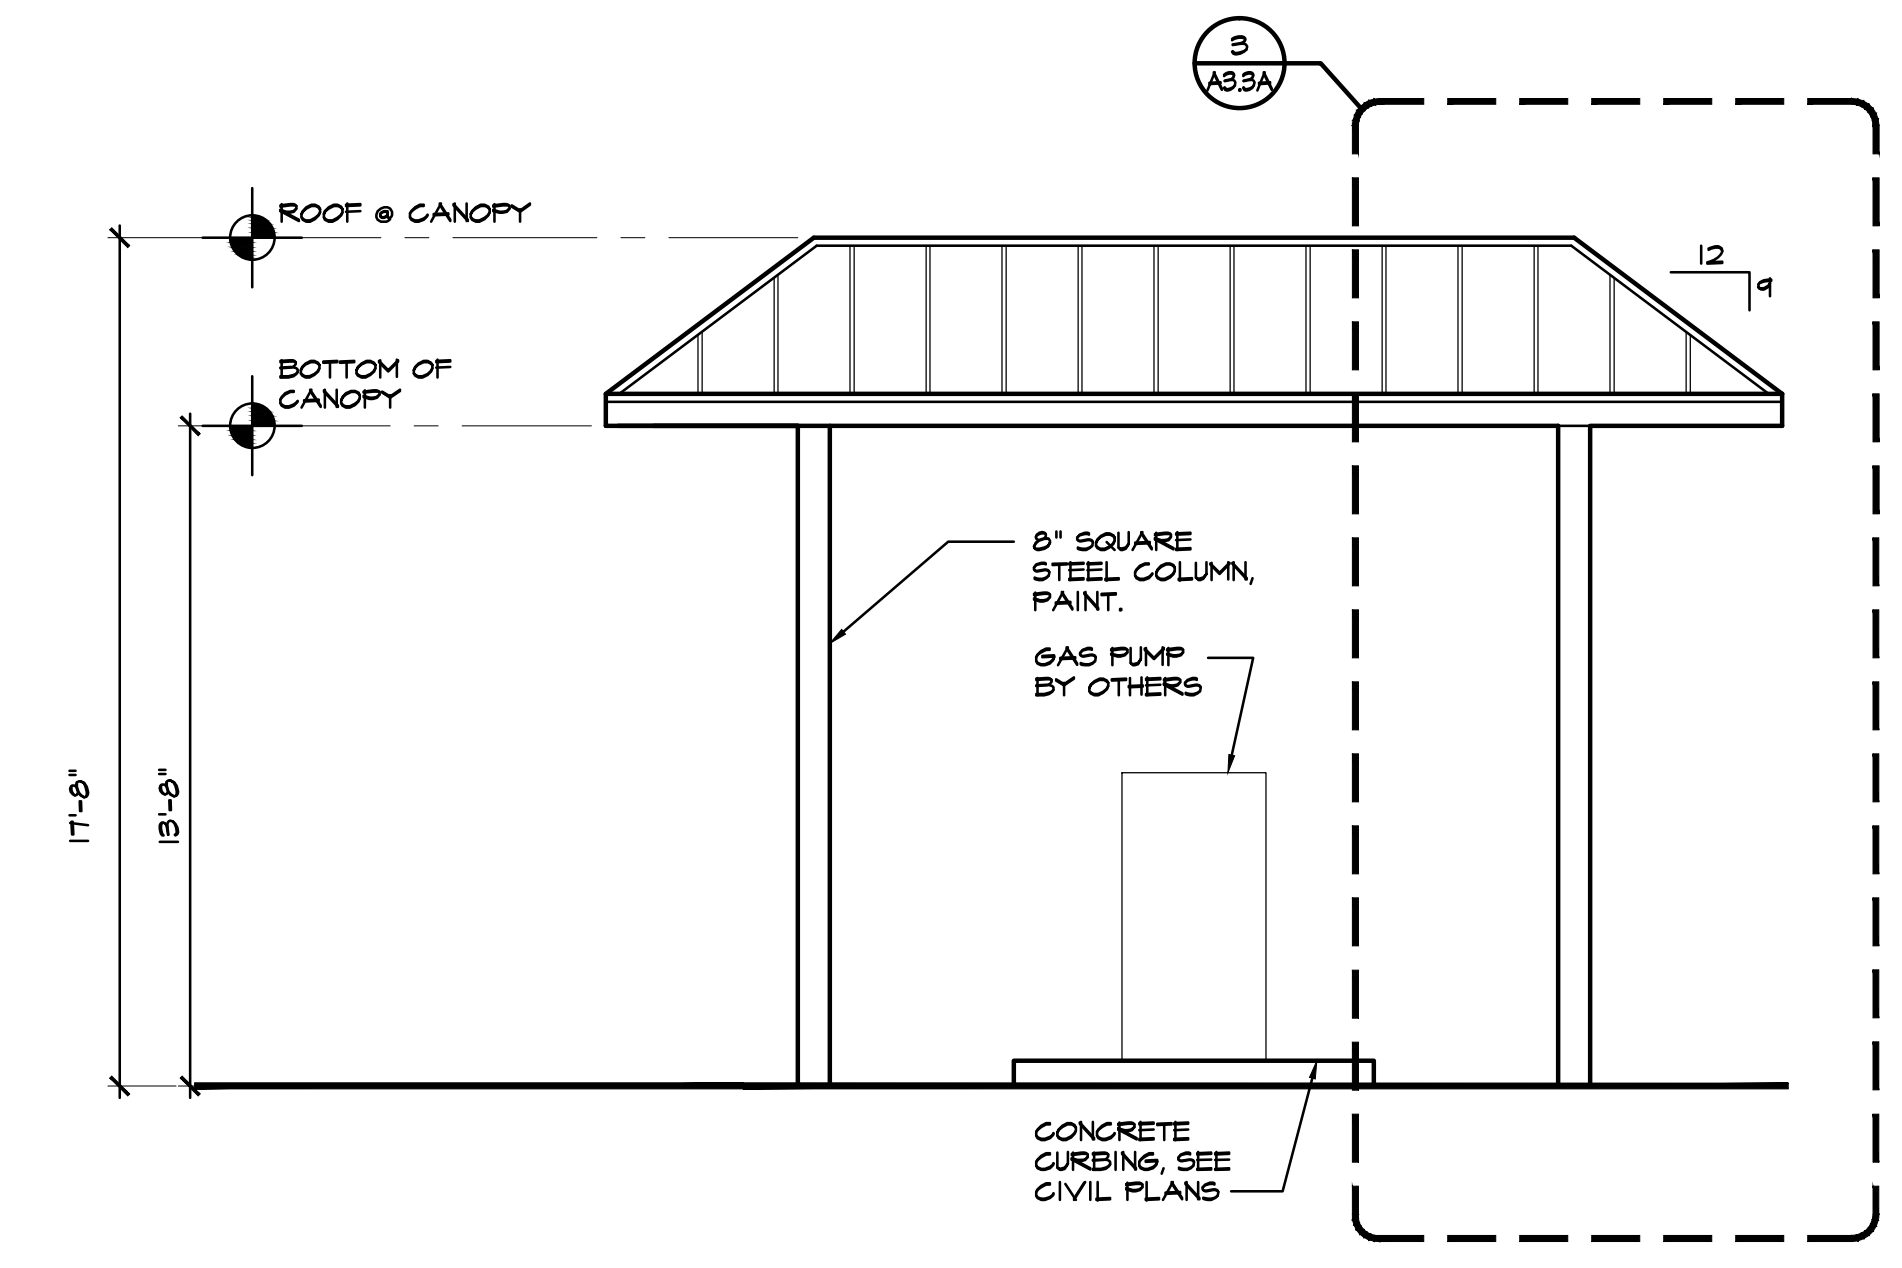 3
A3.3A
ROOF @ CANOPY
12
9
BOTTOM OF
CANOPY
8" SQUARE
STEEL COLUMN,
PAINT.
GAS PUMP
BY OTHERS
17'-8"
13'-8"
CONCRETE
CURBING, SEE
CIVIL PLANS